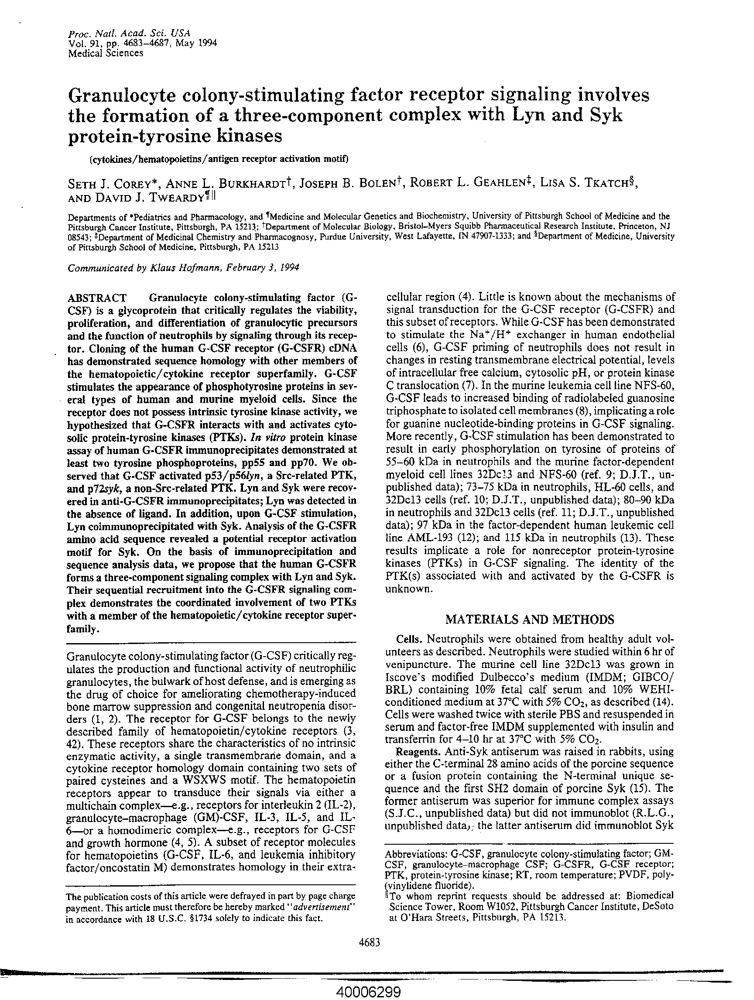 Proc. Natl. Acad. Sci. USA
Vol. 91, pp. 4683–4687, May 1994
Medical Sciences
Granulocyte colony-stimulating factor receptor signaling involves
the formation of a three-component complex with Lyn and Syk
protein-tyrosine kinases
(cytokines/hematopoietins/antigen receptor activation motif)
SETH J. COREY*, ANNE L. BURKHARDT†, JOSEPH B. BOLEN†, ROBERT L. GEAHLEN‡, LISA S. TKATCH§,
AND DAVID J. TWEARDY¶||
Departments of *Pediatrics and Pharmacology, and ¶Medicine and Molecular Genetics and Biochemistry, University of Pittsburgh School of Medicine and the
Pittsburgh Cancer Institute, Pittsburgh, PA 15213; †Department of Molecular Biology, Bristol–Myers Squibb Pharmaceutical Research Institute, Princeton, NJ
08543; ‡Department of Medicinal Chemistry and Pharmacognosy, Purdue University, West Lafayette, IN 47907-1333; and §Department of Medicine, University
of Pittsburgh School of Medicine, Pittsburgh, PA 15213
Communicated by Klaus Hofmann, February 3, 1994
ABSTRACT Granulocyte colony-stimulating factor (G-
CSF) is a glycoprotein that critically regulates the viability,
proliferation, and differentiation of granulocytic precursors
and the function of neutrophils by signaling through its recep-
tor. Cloning of the human G-CSF receptor (G-CSFR) cDNA
has demonstrated sequence homology with other members of
the hematopoietic/cytokine receptor superfamily. G-CSF
stimulates the appearance of phosphotyrosine proteins in sev-
eral types of human and murine myeloid cells. Since the
receptor does not possess intrinsic tyrosine kinase activity, we
hypothesized that G-CSFR interacts with and activates cyto-
solic protein-tyrosine kinases (PTKs). In vitro protein kinase
assay of human G-CSFR immunoprecipitates demonstrated at
least two tyrosine phosphoproteins, pp55 and pp70. We ob-
served that G-CSF activated p53/p56lyn, a Src-related PTK,
and p72syk, a non-Src-related PTK. Lyn and Syk were recov-
ered in anti-G-CSFR immunoprecipitates; Lyn was detected in
the absence of ligand. In addition, upon G-CSF stimulation,
Lyn coimmunoprecipitated with Syk. Analysis of the G-CSFR
amino acid sequence revealed a potential receptor activation
motif for Syk. On the basis of immunoprecipitation and
sequence analysis data, we propose that the human G-CSFR
forms a three-component signaling complex with Lyn and Syk.
Their sequential recruitment into the G-CSFR signaling com-
plex demonstrates the coordinated involvement of two PTKs
with a member of the hematopoietic/cytokine receptor super-
family.
Granulocyte colony-stimulating factor (G-CSF) critically reg-
ulates the production and functional activity of neutrophilic
granulocytes, the bulwark of host defense, and is emerging as
the drug of choice for ameliorating chemotherapy-induced
bone marrow suppression and congenital neutropenia disor-
ders (1, 2). The receptor for G-CSF belongs to the newly
described family of hematopoietin/cytokine receptors (3,
42). These receptors share the characteristics of no intrinsic
enzymatic activity, a single transmembrane domain, and a
cytokine receptor homology domain containing two sets of
paired cysteines and a WSXWS motif. The hematopoietin
receptors appear to transduce their signals via either a
multichain complex—e.g., receptors for interleukin 2 (IL-2),
granulocyte–macrophage (GM)-CSF, IL-3, IL-5, and IL-
6—or a homodimeric complex—e.g., receptors for G-CSF
and growth hormone (4, 5). A subset of receptor molecules
for hematopoietins (G-CSF, IL-6, and leukemia inhibitory
factor/oncostatin M) demonstrates homology in their extra-
The publication costs of this article were defrayed in part by page charge
payment. This article must therefore be hereby marked "advertisement"
in accordance with 18 U.S.C. §1734 solely to indicate this fact.
cellular region (4). Little is known about the mechanisms of
signal transduction for the G-CSF receptor (G-CSFR) and
this subset of receptors. While G-CSF has been demonstrated
to stimulate the Na⁺/H⁺ exchanger in human endothelial
cells (6), G-CSF priming of neutrophils does not result in
changes in resting transmembrane electrical potential, levels
of intracellular free calcium, cytosolic pH, or protein kinase
C translocation (7). In the murine leukemia cell line NFS-60,
G-CSF leads to increased binding of radiolabeled guanosine
triphosphate to isolated cell membranes (8), implicating a role
for guanine nucleotide-binding proteins in G-CSF signaling.
More recently, G-CSF stimulation has been demonstrated to
result in early phosphorylation on tyrosine of proteins of
55–60 kDa in neutrophils and the murine factor-dependent
myeloid cell lines 32Dcl3 and NFS-60 (ref. 9; D.J.T., un-
published data); 73–75 kDa in neutrophils, HL-60 cells, and
32Dcl3 cells (ref. 10; D.J.T., unpublished data); 80–90 kDa
in neutrophils and 32Dcl3 cells (ref. 11; D.J.T., unpublished
data); 97 kDa in the factor-dependent human leukemic cell
line AML-193 (12); and 115 kDa in neutrophils (13). These
results implicate a role for nonreceptor protein-tyrosine
kinases (PTKs) in G-CSF signaling. The identity of the
PTK(s) associated with and activated by the G-CSFR is
unknown.
MATERIALS AND METHODS
Cells. Neutrophils were obtained from healthy adult vol-
unteers as described. Neutrophils were studied within 6 hr of
venipuncture. The murine cell line 32Dcl3 was grown in
Iscove's modified Dulbecco's medium (IMDM; GIBCO/
BRL) containing 10% fetal calf serum and 10% WEHI-
conditioned medium at 37°C with 5% CO₂, as described (14).
Cells were washed twice with sterile PBS and resuspended in
serum and factor-free IMDM supplemented with insulin and
transferrin for 4–10 hr at 37°C with 5% CO₂.
Reagents. Anti-Syk antiserum was raised in rabbits, using
either the C-terminal 28 amino acids of the porcine sequence
or a fusion protein containing the N-terminal unique se-
quence and the first SH2 domain of porcine Syk (15). The
former antiserum was superior for immune complex assays
(S.J.C., unpublished data) but did not immunoblot (R.L.G.,
unpublished data); the latter antiserum did immunoblot Syk
Abbreviations: G-CSF, granulocyte colony-stimulating factor; GM-
CSF, granulocyte–macrophage CSF; G-CSFR, G-CSF receptor;
PTK, protein-tyrosine kinase; RT, room temperature; PVDF, poly-
(vinylidene fluoride).
||To whom reprint requests should be addressed at: Biomedical
Science Tower, Room W1052, Pittsburgh Cancer Institute, DeSoto
at O'Hara Streets, Pittsburgh, PA 15213.
4683
40006299